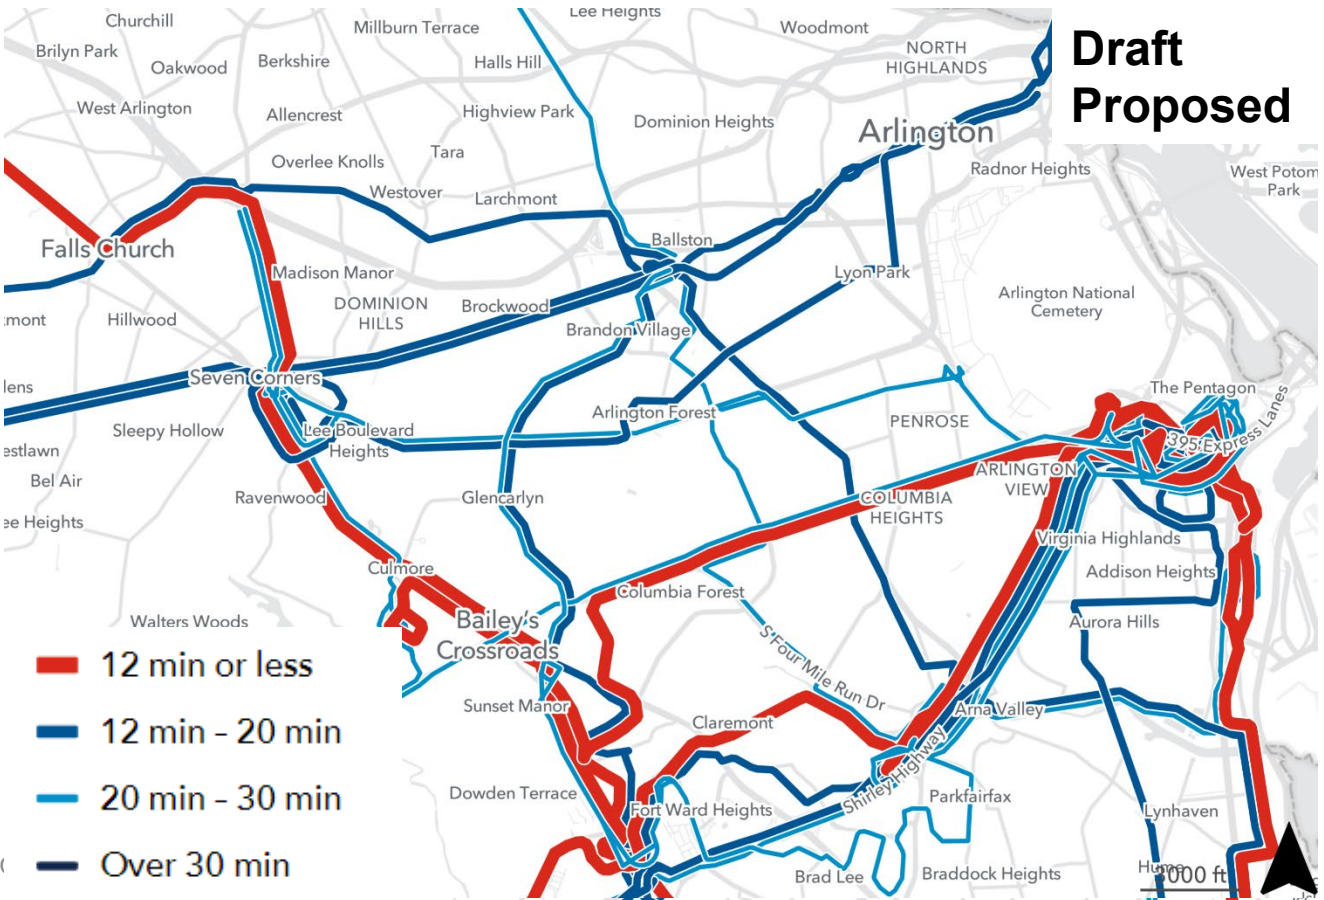 Draft
Proposed
Churchill
Millburn Terrace
Lee Heights
Woodmont
Brilyn Park
Oakwood
Berkshire
Halls Hill
NORTH
HIGHLANDS
West Arlington
Allencrest
Highview Park
Dominion Heights
Arlington
Tara
Overlee Knolls
Westover
Larchmont
Radnor Heights
West Potom
Park
Falls Church
Ballston
Madison Manor
Lyon Park
DOMINION
HILLS
Brockwood
Arlington National
Cemetery
mont
Hillwood
Brandon Village
Seven Corners
lens
The Pentagon
Arlington Forest
PENROSE
Sleepy Hollow
Lee Boulevard
Heights
395 Express Lanes
estlawn
Bel Air
ARLINGTON
VIEW
Ravenwood
Glencarlyn
COLUMBIA
HEIGHTS
ee Heights
Virginia Highlands
Culmore
Addison Heights
Columbia Forest
Walters Woods
Bailey's
Crossroads
Aurora Hills
S Four Mile Run Dr
Sunset Manor
Arna Valley
Claremont
Shirley Highway
Dowden Terrace
Fort Ward Heights
Parkfairfax
Lynhaven
Brad Lee
Braddock Heights
12 min or less
12 min – 20 min
20 min – 30 min
Over 30 min